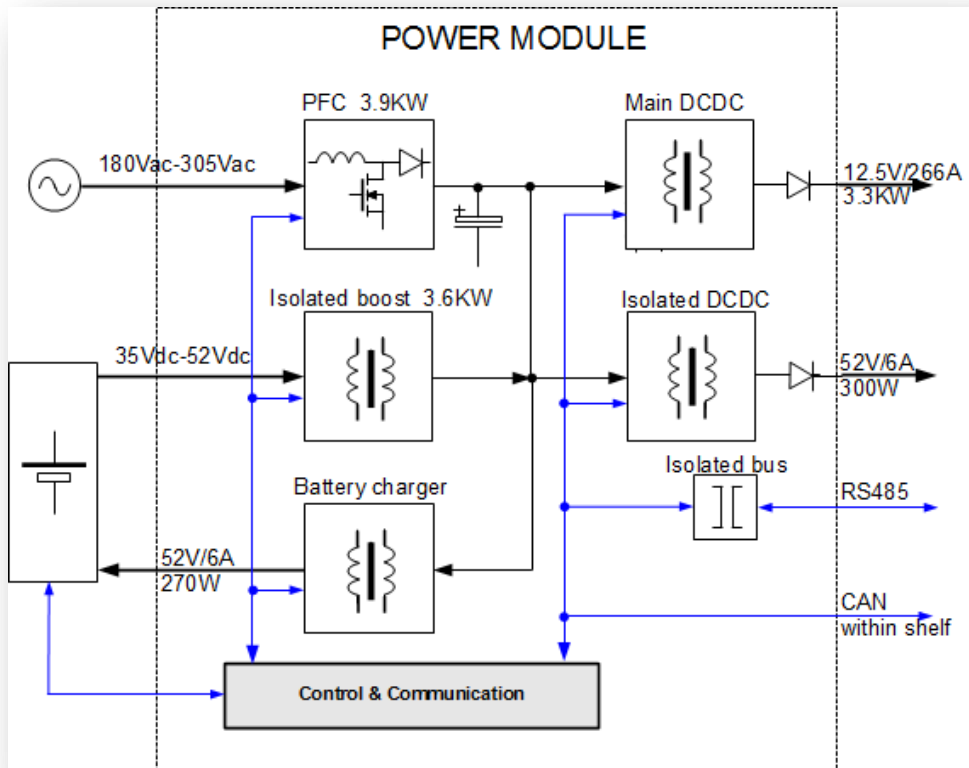 POWER MODULE
PFC 3.9KW
Main DCDC
180Vac-305Vac
12.5V/266A
3.3KW
+
Isolated boost 3.6KW
Isolated DCDC
35Vdc-52Vdc
52V/6A
300W
Battery charger
Isolated bus
RS485
52V/6A
270W
CAN
within shelf
Control & Communication